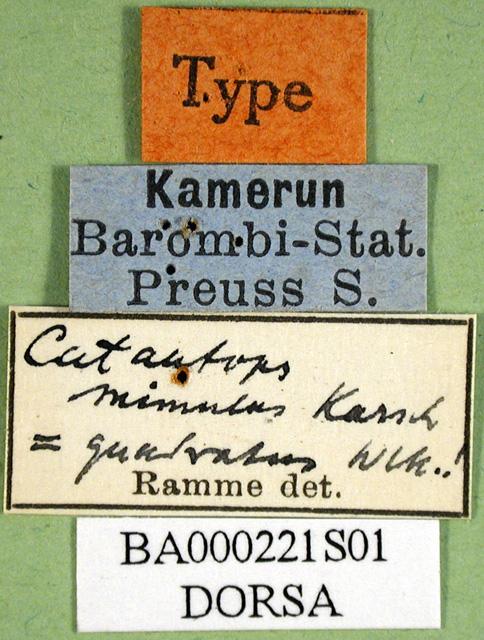 Type
Kamerun
Barombi-Stat.
Preuss S.
Catantops
mimulus Karsch
= quadratus Wlk.!
Ramme det.
BA000221S01
DORSA